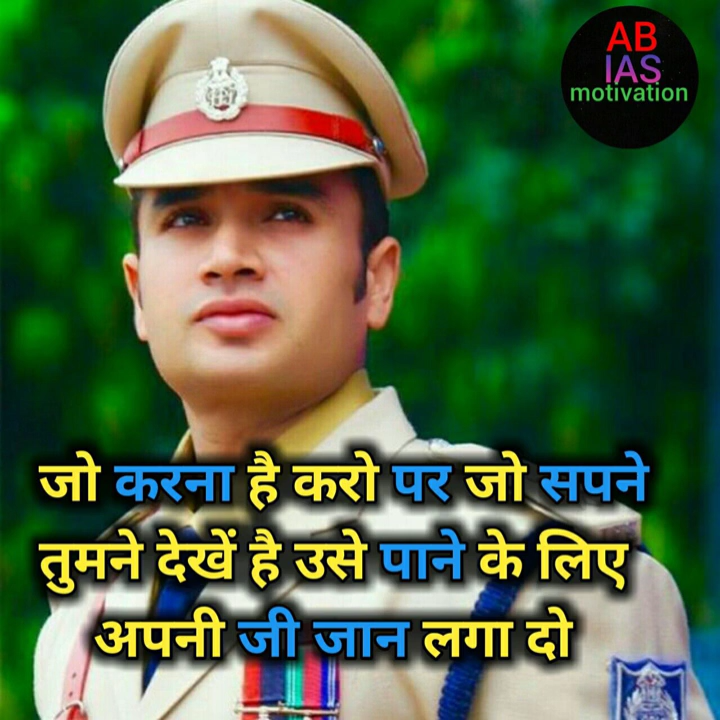 AB
IAS
motivation
जो करना है करो पर जो सपने
तुमने देखें है उसे पाने के लिए
अपनी जी जान लगा दो